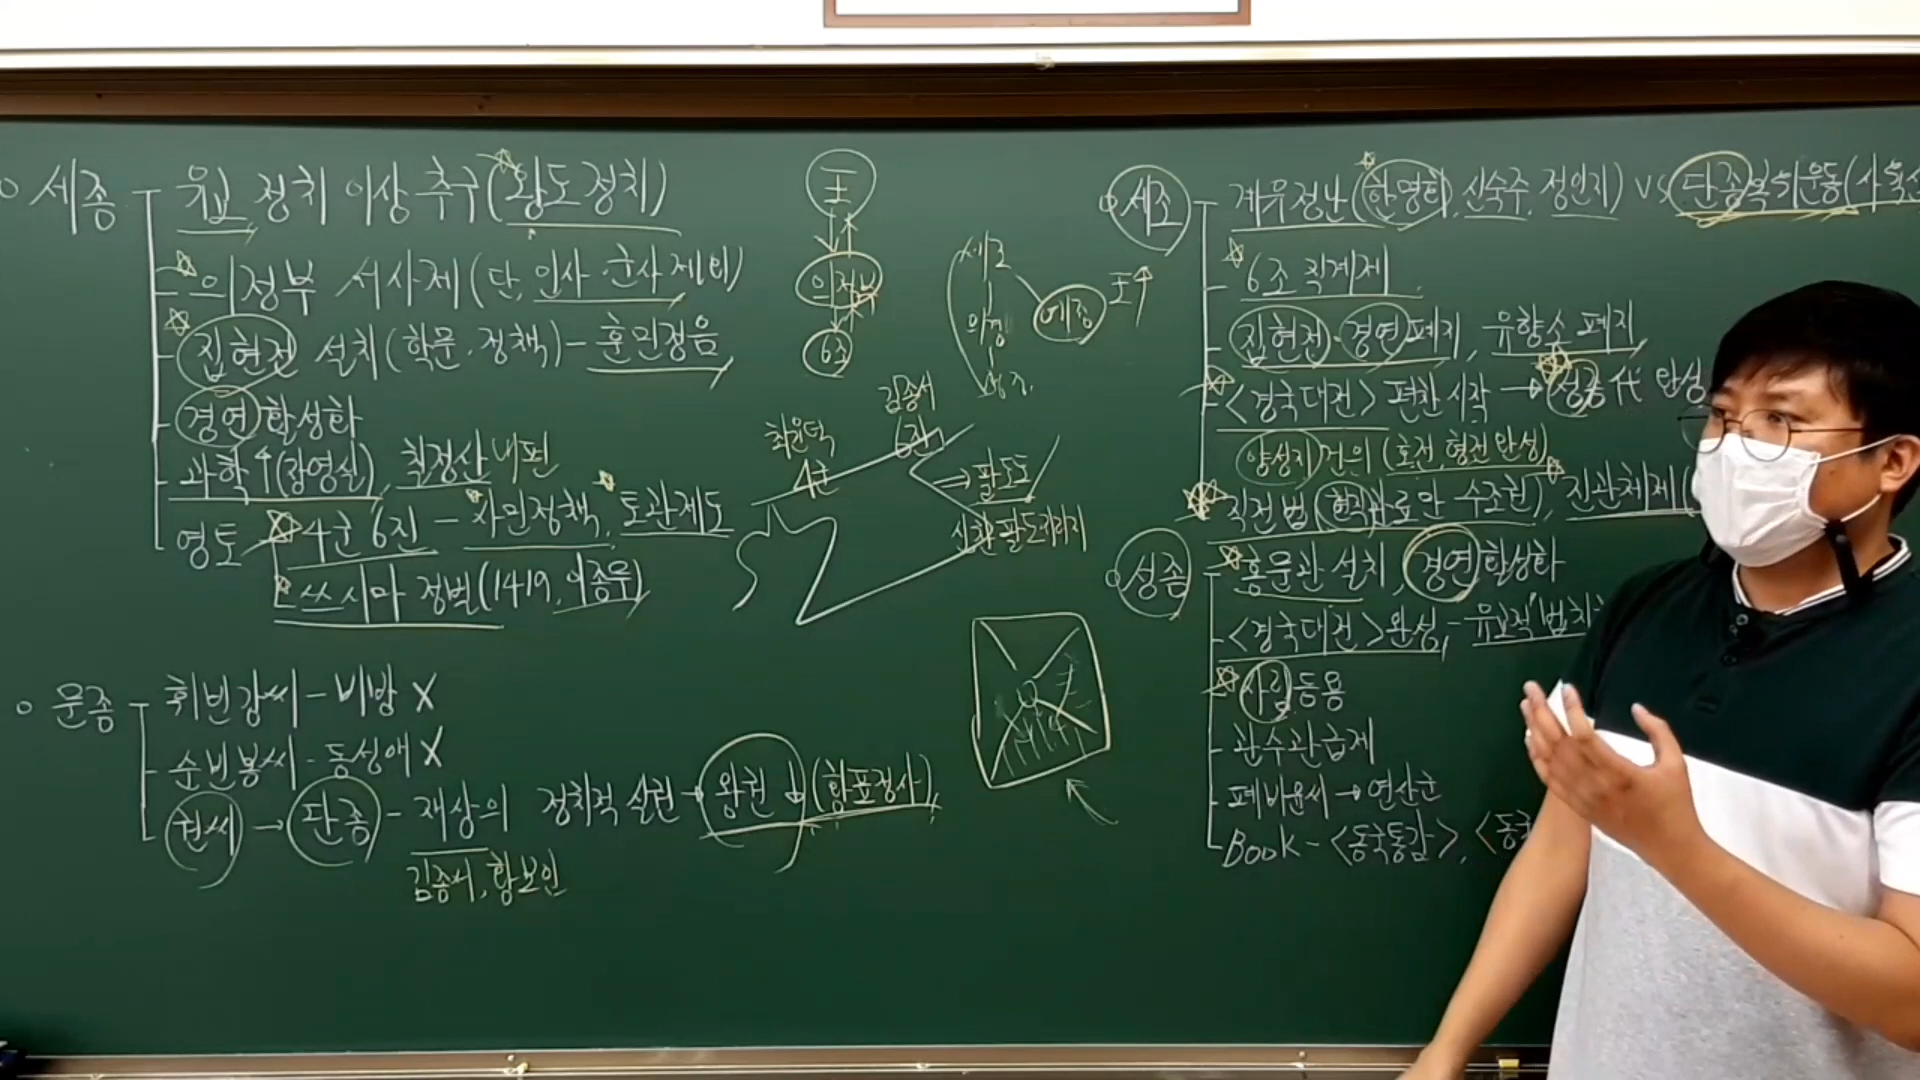 세종 유교 정치 이상 추구(왕도정치)
의정부 서사제(단, 인사·군사 제외)
집현전 설치(학문·정책)-훈민정음
경연 활성화
과학↑(장영실), 칠정산 내편
영토 4군 6진 - 사민정책, 토관제도
쓰시마 정벌(1419, 이종무)
문종 휘빈김씨-비방 X
순빈봉씨-동성애 X
권씨→단종-재상의 정치적 실권→왕권↓(황표정사)
김종서, 황보인
王
의정부
6조
세조
의경
예종
王↑
최윤덕
4군
김종서
6진
⇒팔도도
신찬팔도지리지
세조 계유정난(한명회, 신숙주, 정인지) VS 단종복위운동(사육신
6조 직계제
집현전·경연 폐지, 유향소 폐지
<경국대전> 편찬 시작→성종代 완성
양성지 건의 (호전, 형전 완성)
직전법(현직관료만 수조권), 진관체제(
성종 홍문관 설치, 경연 활성화
<경국대전>완성,-유교적 법치
사림 등용
관수관급제
폐비윤씨→연산군
Book-<동국통감>, <동국